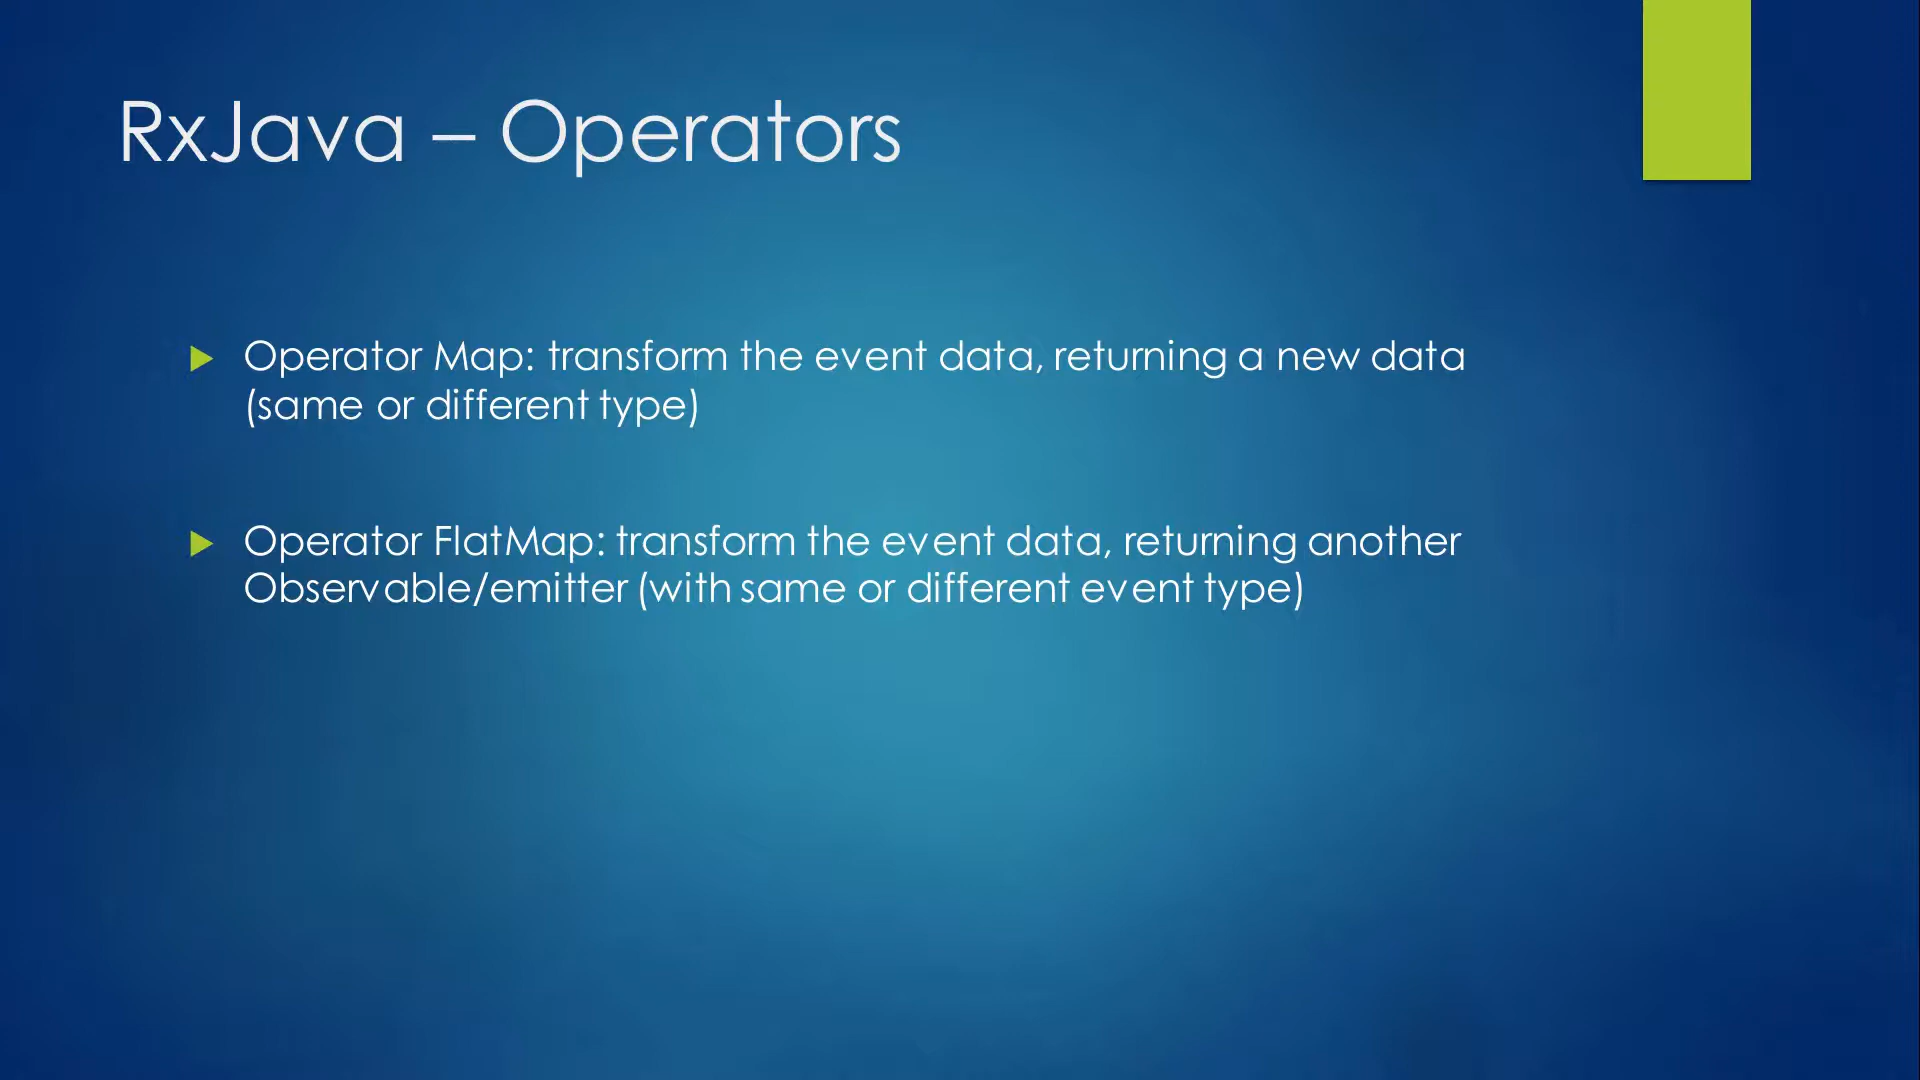 RxJava – Operators
Operator Map: transform the event data, returning a new data
(same or different type)
Operator FlatMap: transform the event data, returning another
Observable/emitter (with same or different event type)